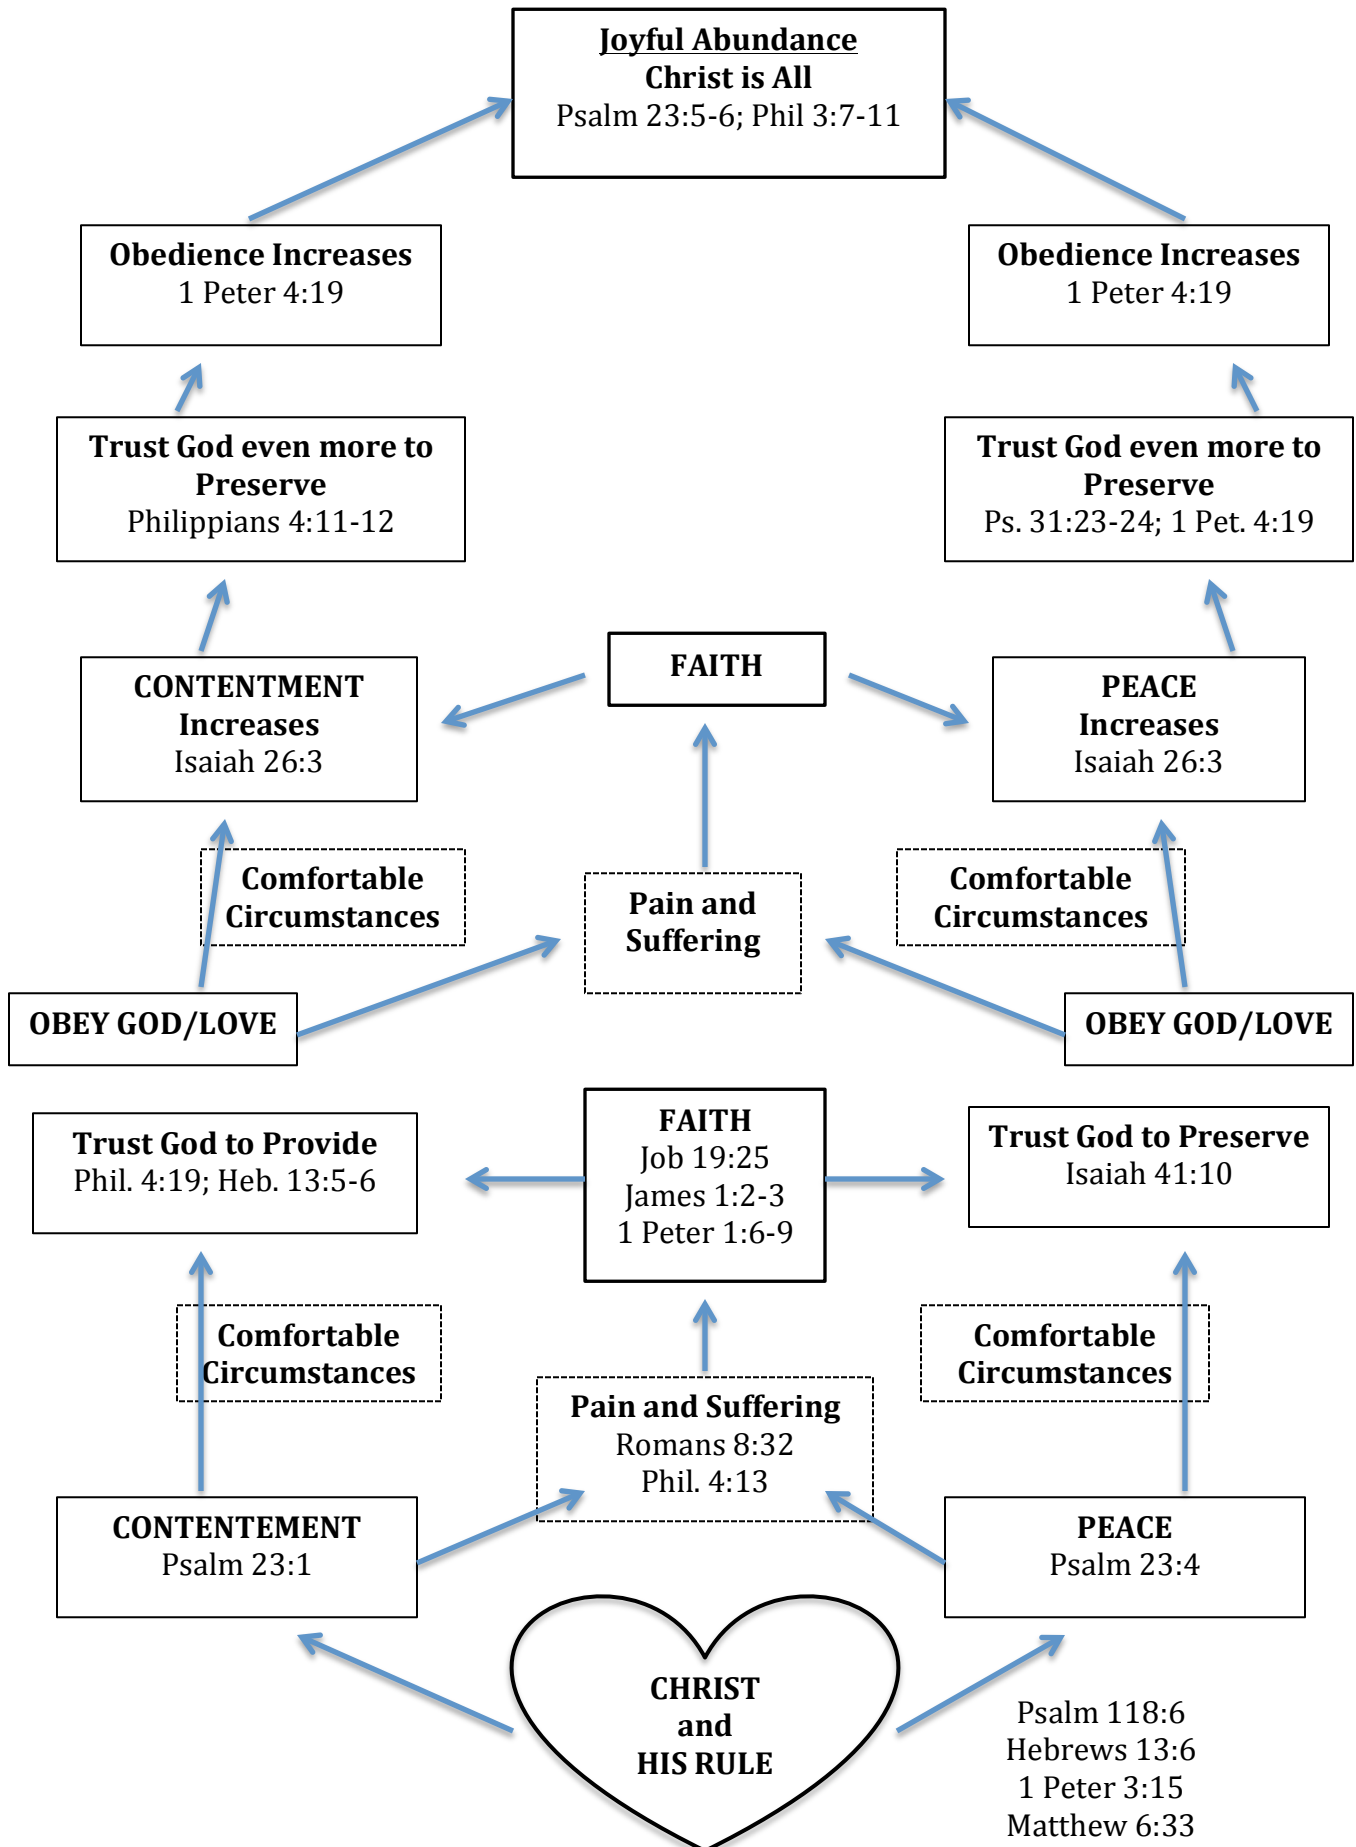 Joyful Abundance
Christ is All
Psalm 23:5-6; Phil 3:7-11
Obedience Increases
1 Peter 4:19
Obedience Increases
1 Peter 4:19
Trust God even more to
Preserve
Philippians 4:11-12
Trust God even more to
Preserve
Ps. 31:23-24; 1 Pet. 4:19
CONTENTMENT
Increases
Isaiah 26:3
FAITH
PEACE
Increases
Isaiah 26:3
Comfortable
Circumstances
Pain and
Suffering
Comfortable
Circumstances
OBEY GOD/LOVE
OBEY GOD/LOVE
Trust God to Provide
Phil. 4:19; Heb. 13:5-6
FAITH
Job 19:25
James 1:2-3
1 Peter 1:6-9
Trust God to Preserve
Isaiah 41:10
Comfortable
Circumstances
Pain and Suffering
Romans 8:32
Phil. 4:13
Comfortable
Circumstances
CONTENTEMENT
Psalm 23:1
PEACE
Psalm 23:4
CHRIST
and
HIS RULE
Psalm 118:6
Hebrews 13:6
1 Peter 3:15
Matthew 6:33